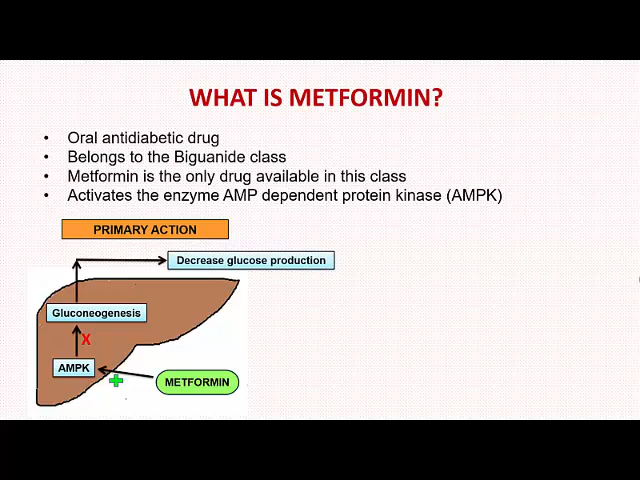 WHAT IS METFORMIN?
• Oral antidiabetic drug
• Belongs to the Biguanide class
• Metformin is the only drug available in this class
• Activates the enzyme AMP dependent protein kinase (AMPK)
PRIMARY ACTION
Decrease glucose production
Gluconeogenesis
X
AMPK
METFORMIN